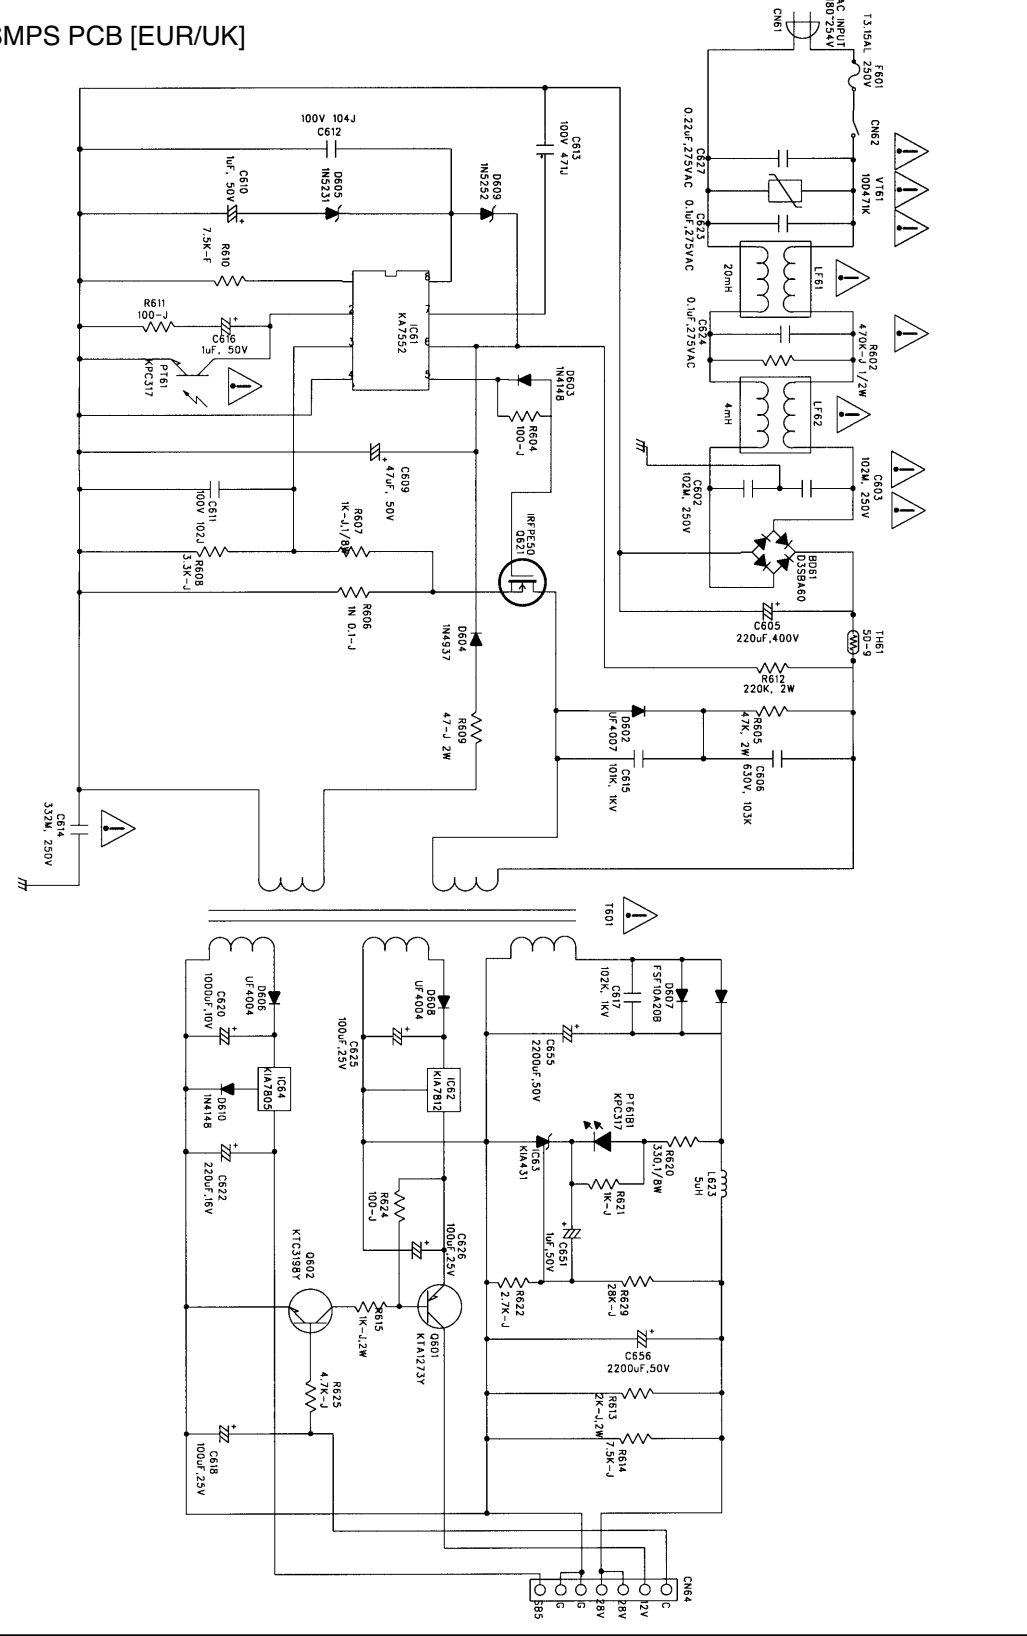 SMPS PCB [EUR/UK]
AC INPUT
180~254V
CN61
T3.15AL 250V
F601
CN62
C627
0.22uF,275VAC
VT61
10D471K
C623
0.1uF,275VAC
LF61
20mH
C624
0.1uF,275VAC
R602
470K-J 1/2W
LF62
4mH
C603
102M, 250V
C602
102M, 250V
BD61
D3SBA60
C605
220uF,400V
TH61
5D-9
R612
220K, 2W
R605
47K, 2W
C606
630V, 103K
D602
UF4007
C615
101K, 1KV
100V 104J
C612
C613
100V 471J
C610
1uF, 50V
D605
1N5231
D609
1N5252
R610
7.5K-F
R611
100-J
C616
1uF, 50V
PT61
KPC317
IC61
KA7552
8
7
6
5
2
3
4
D603
1N4148
R604
100-J
C609
47uF, 50V
C611
100V 102J
R607
1K-J,1/8W
R608
3.3K-J
R606
1N 0.1-J
IRFPE50
Q621
D604
1N4937
R609
47-J 2W
C614
332M, 250V
T601
D606
UF4004
C620
1000uF,10V
IC64
KIA7805
D610
1N4148
C622
220uF,16V
D608
UF4004
C625
100uF,25V
IC62
KIA7812
R624
100-J
C626
100uF,25V
Q601
KTA1273Y
Q602
KTC3198Y
R615
1K-J,2W
R625
4.7K-J
C618
100uF,25V
C617
102K, 1KV
D607
FSF10A20B
C655
2200uF,50V
PT61B1
KPC317
IC63
KIA431
R620
330,1/8W
R621
1K-J
L623
5uH
C651
1uF,50V
R622
2.7K-J
R629
28K-J
C656
2200uF,50V
R613
2K-J,2W
R614
7.5K-J
CN64
C
12V
28V
28V
G
G
SB5